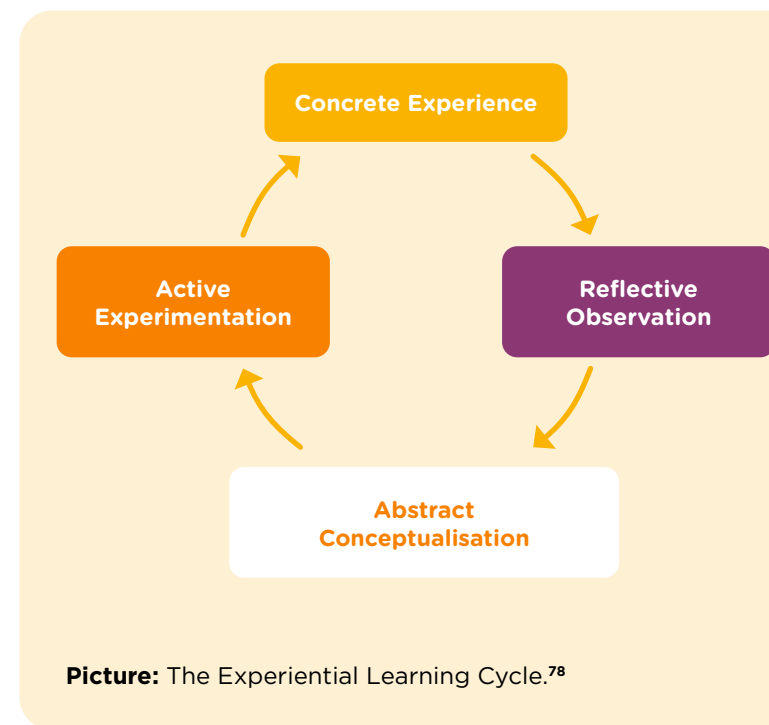 Concrete Experience
Active
Experimentation
Reflective
Observation
Abstract
Conceptualisation
Picture: The Experiential Learning Cycle.⁷⁸